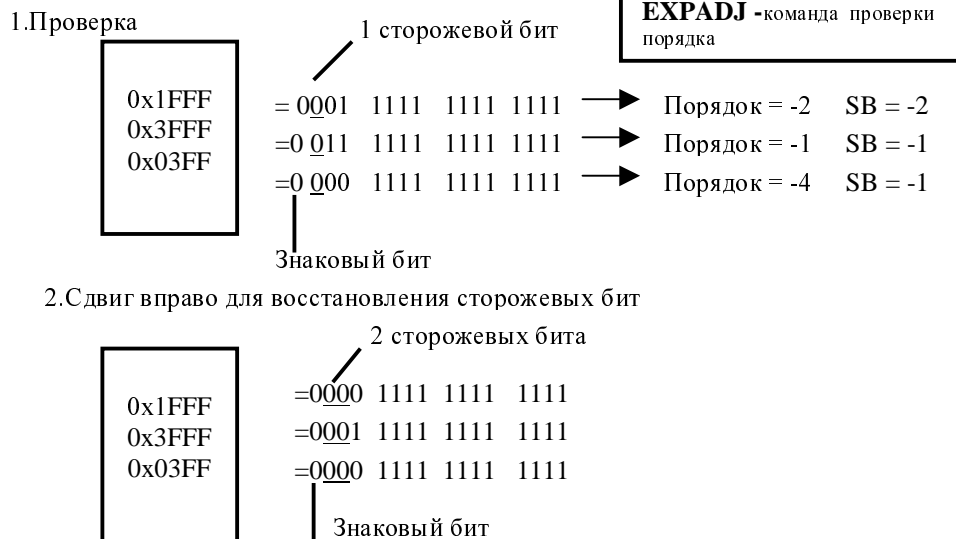 1.Проверка
1 сторожевой бит
EXPADJ -команда проверки
порядка
0x1FFF
0x3FFF
0x03FF
= 0001 1111 1111 1111 Порядок = -2 SB = -2
=0 011 1111 1111 1111 Порядок = -1 SB = -1
=0 000 1111 1111 1111 Порядок = -4 SB = -1
Знаковый бит
2.Сдвиг вправо для восстановления сторожевых бит
2 сторожевых бита
0x1FFF
0x3FFF
0x03FF
=0000 1111 1111 1111
=0001 1111 1111 1111
=0000 1111 1111 1111
Знаковый бит